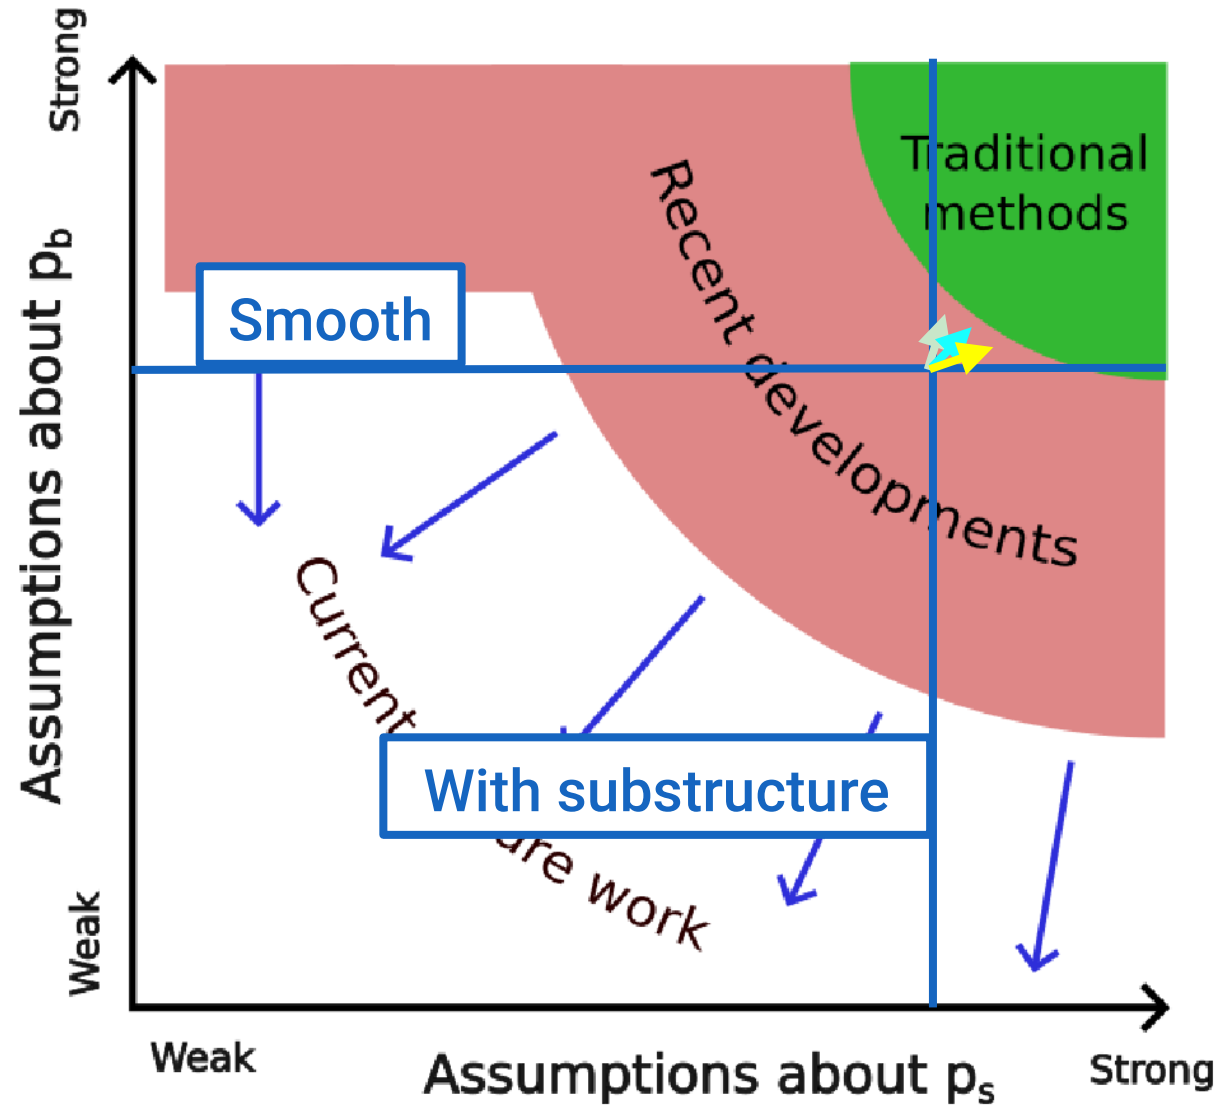 Strong
Assumptions about pb
Weak
Traditional
methods
Recent developments
Smooth
Current
With substructure
ure work
Weak
Assumptions about ps
Strong